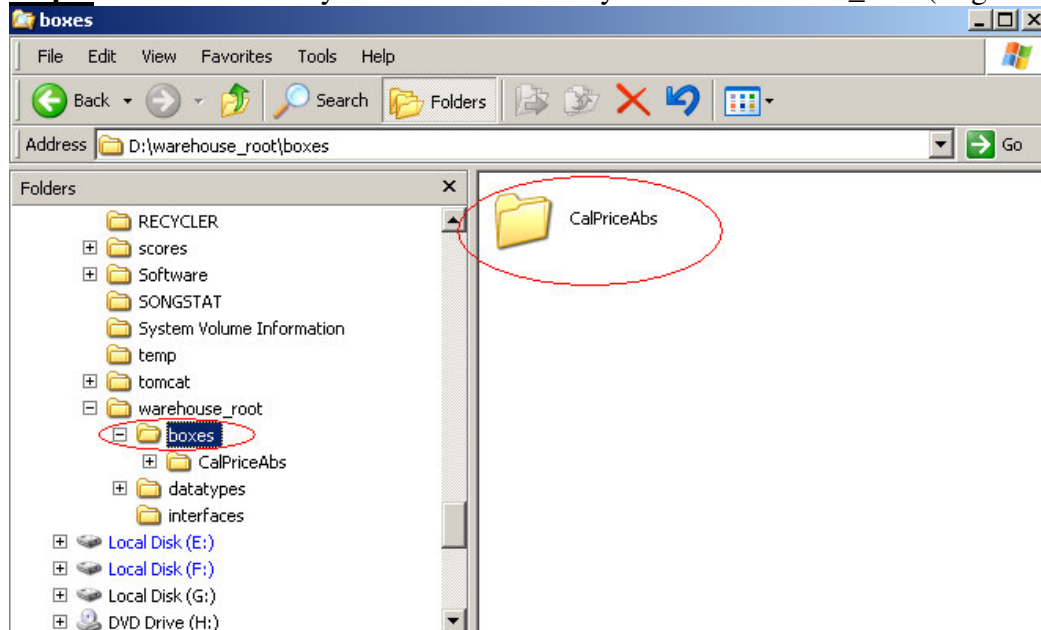 boxes
File Edit View Favorites Tools Help
Back Search Folders
Address D:\warehouse_root\boxes Go
Folders
RECYCLER
scores
Software
SONGSTAT
System Volume Information
temp
tomcat
warehouse_root
boxes
CalPriceAbs
datatypes
interfaces
Local Disk (E:)
Local Disk (F:)
Local Disk (G:)
DVD Drive (H:)
CalPriceAbs